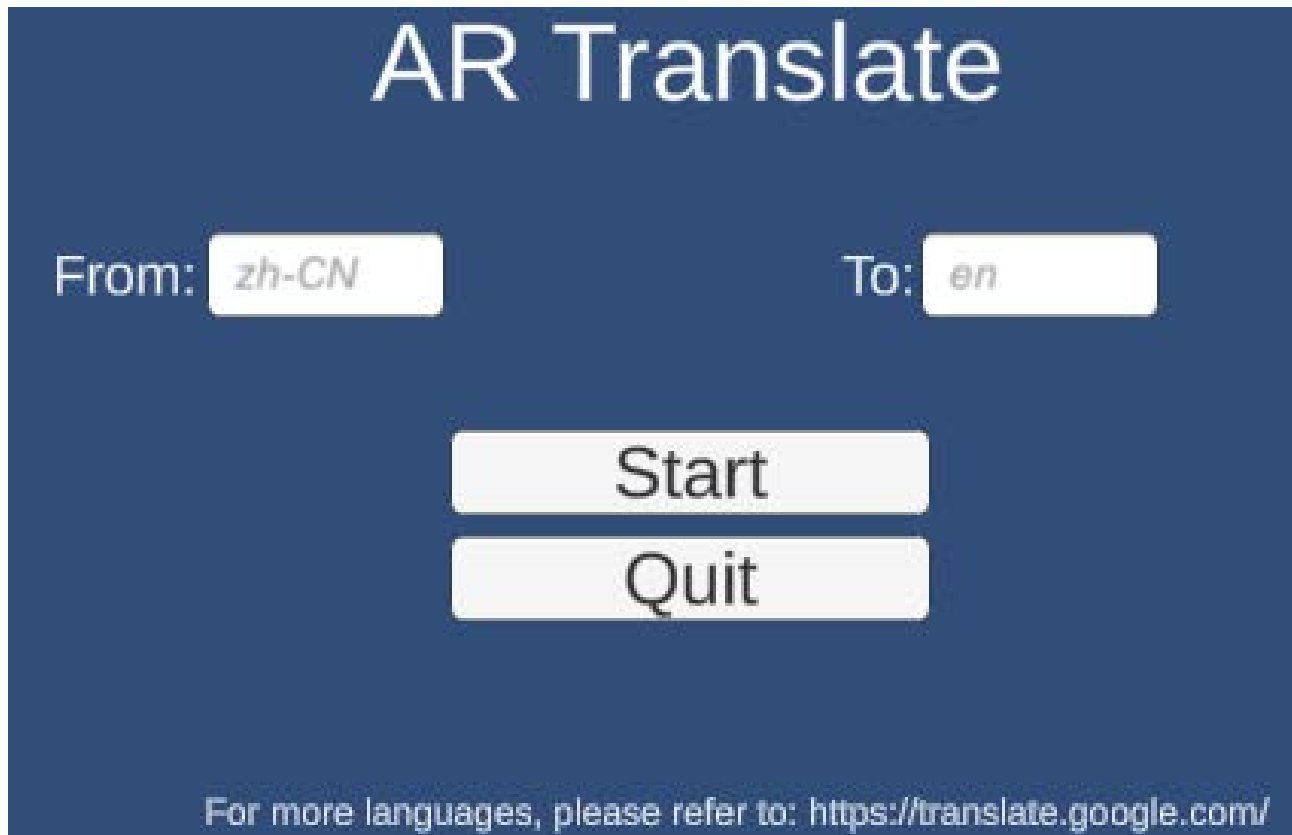 AR Translate
From: zh-CN To: en
Start
Quit
For more languages, please refer to: https://translate.google.com/